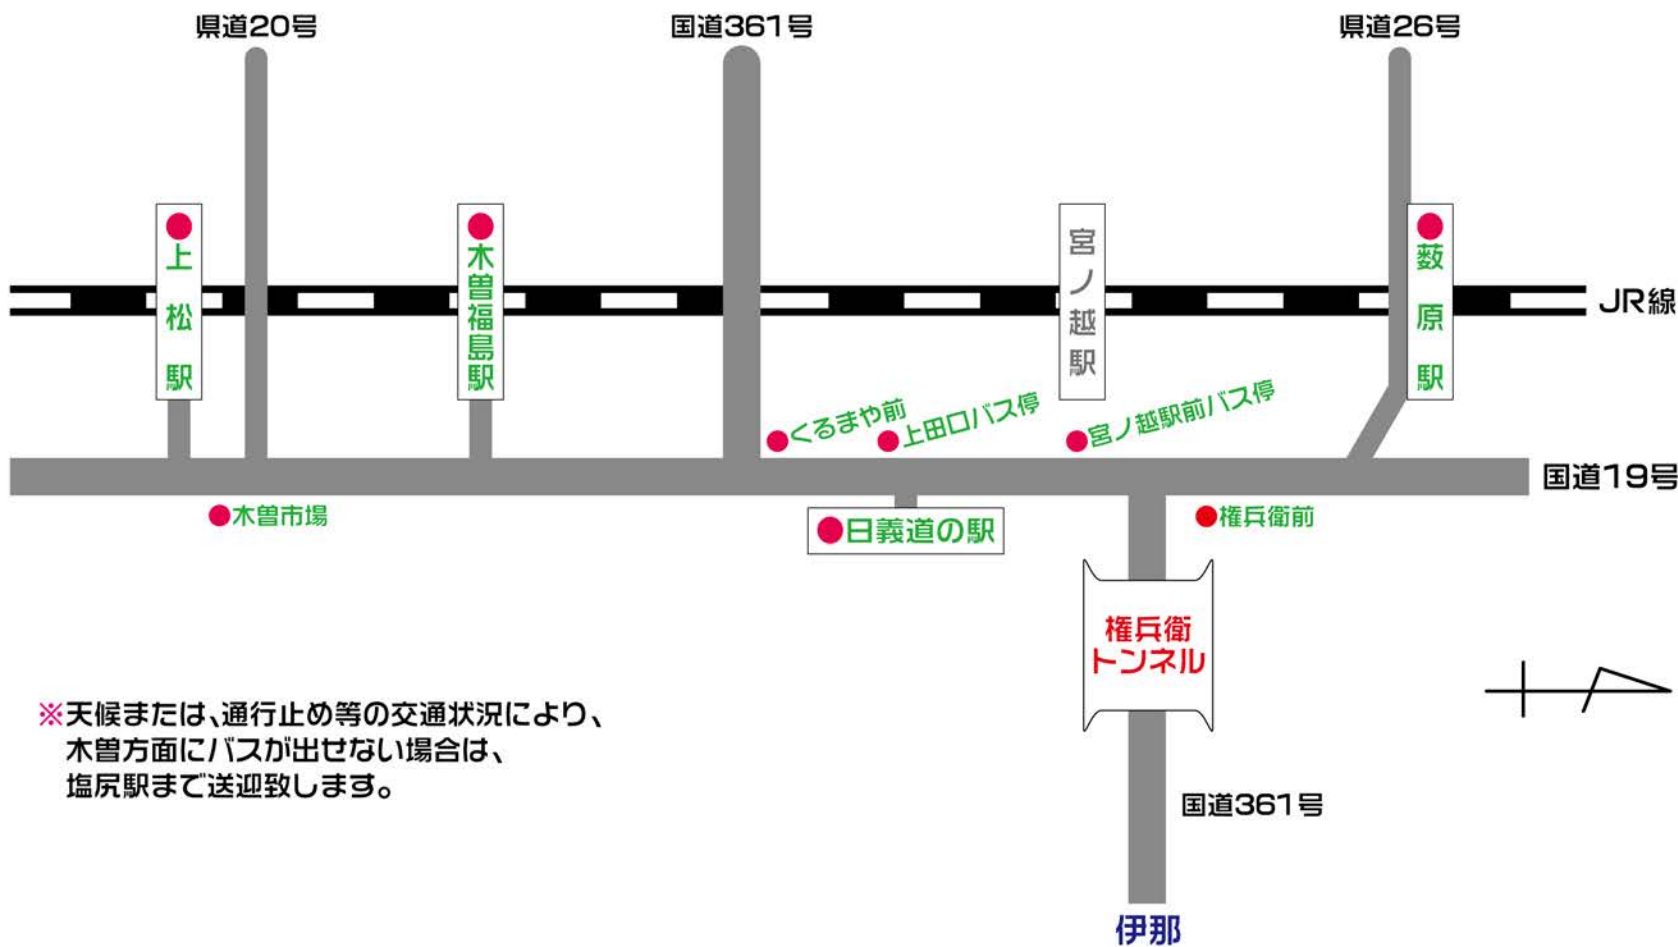 県道20号
国道361号
県道26号
上松駅
木曽福島駅
宮ノ越駅
薮原駅
JR線
くるまや前
上田口バス停
宮ノ越駅前バス停
国道19号
木曽市場
日義道の駅
権兵衛前
権兵衛
トンネル
※天候または、通行止め等の交通状況により、
木曽方面にバスが出せない場合は、
塩尻駅まで送迎致します。
国道361号
伊那